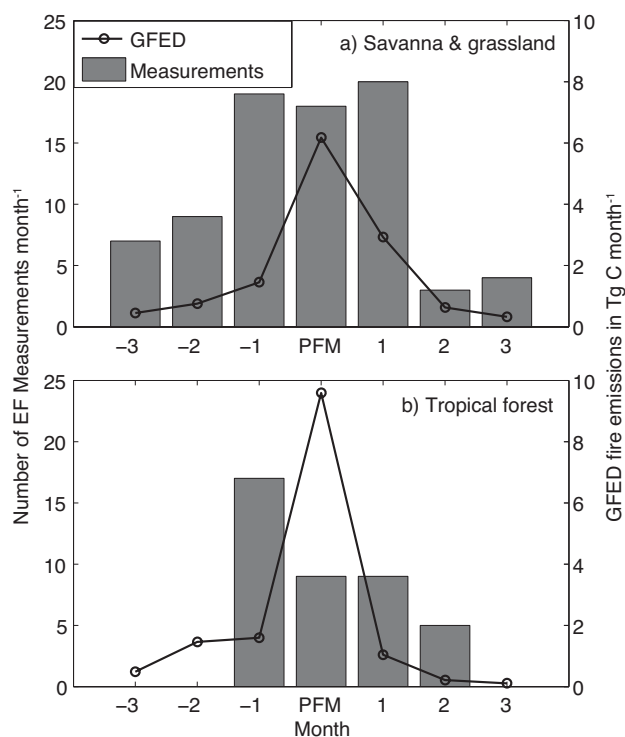 GFED
Measurements
a) Savanna & grassland
25
20
15
10
5
0
10
8
6
4
2
0
−3 −2 −1 PFM 1 2 3
b) Tropical forest
25
20
15
10
5
0
10
8
6
4
2
0
−3 −2 −1 PFM 1 2 3
Month
Number of EF Measurements month⁻¹
GFED fire emissions in Tg C month⁻¹